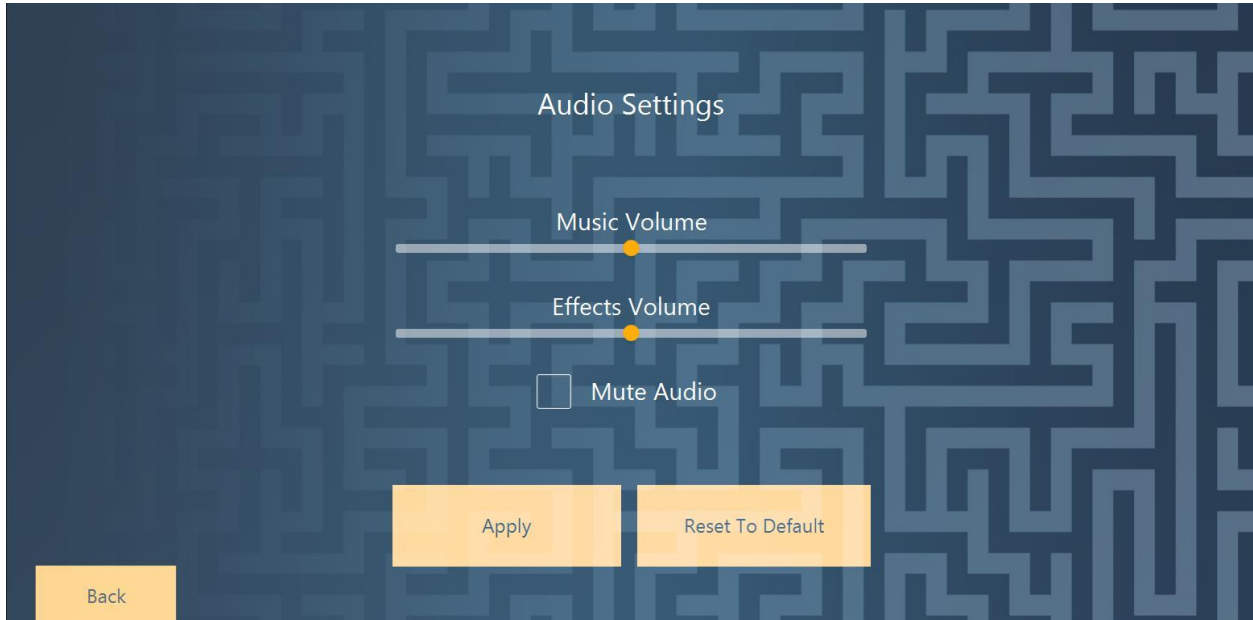 Audio Settings
Music Volume
Effects Volume
Mute Audio
Apply
Reset To Default
Back